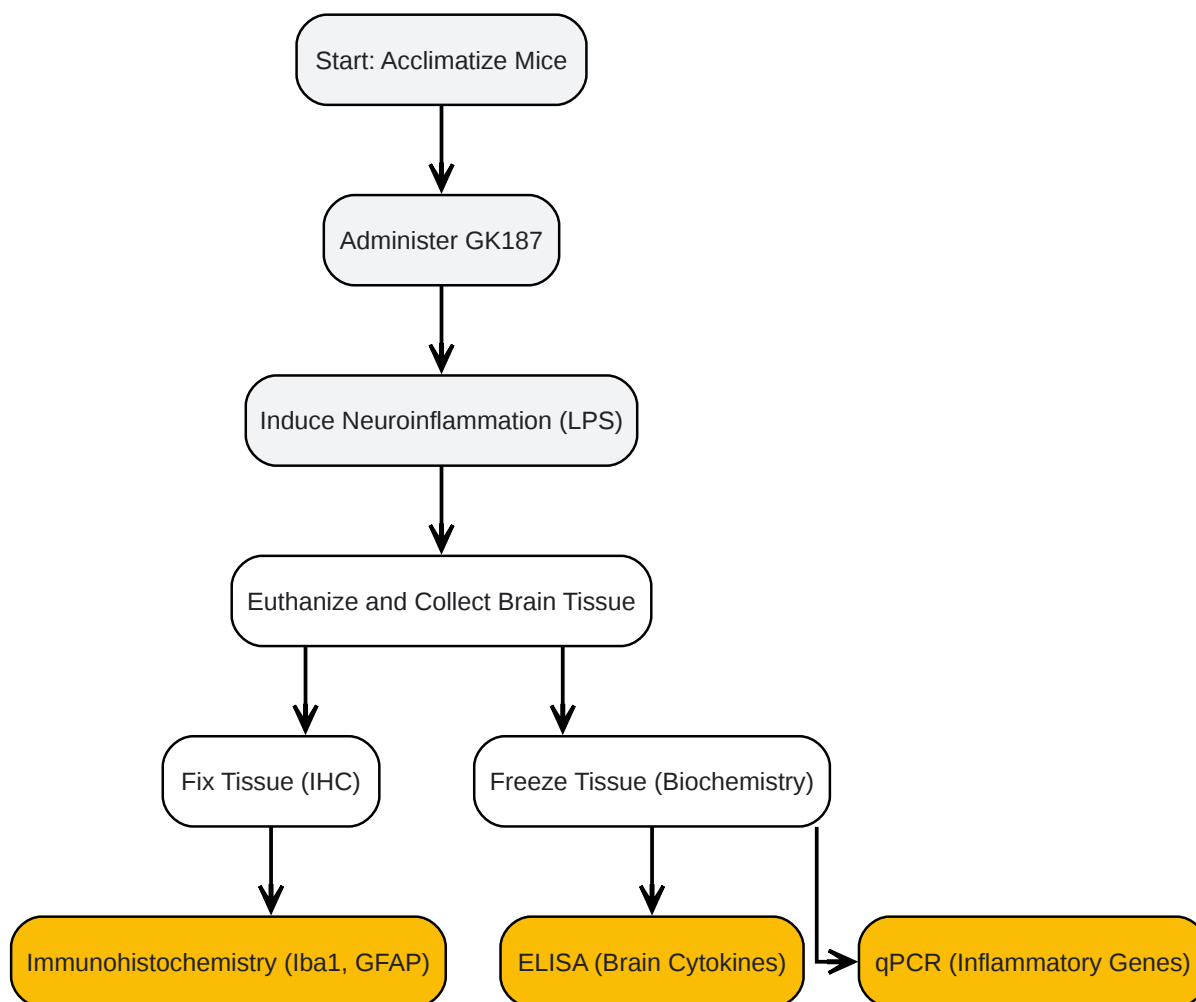 Start: Acclimatize Mice
Administer GK187
Induce Neuroinflammation (LPS)
Euthanize and Collect Brain Tissue
Fix Tissue (IHC)
Freeze Tissue (Biochemistry)
Immunohistochemistry (Iba1, GFAP)
ELISA (Brain Cytokines)
qPCR (Inflammatory Genes)